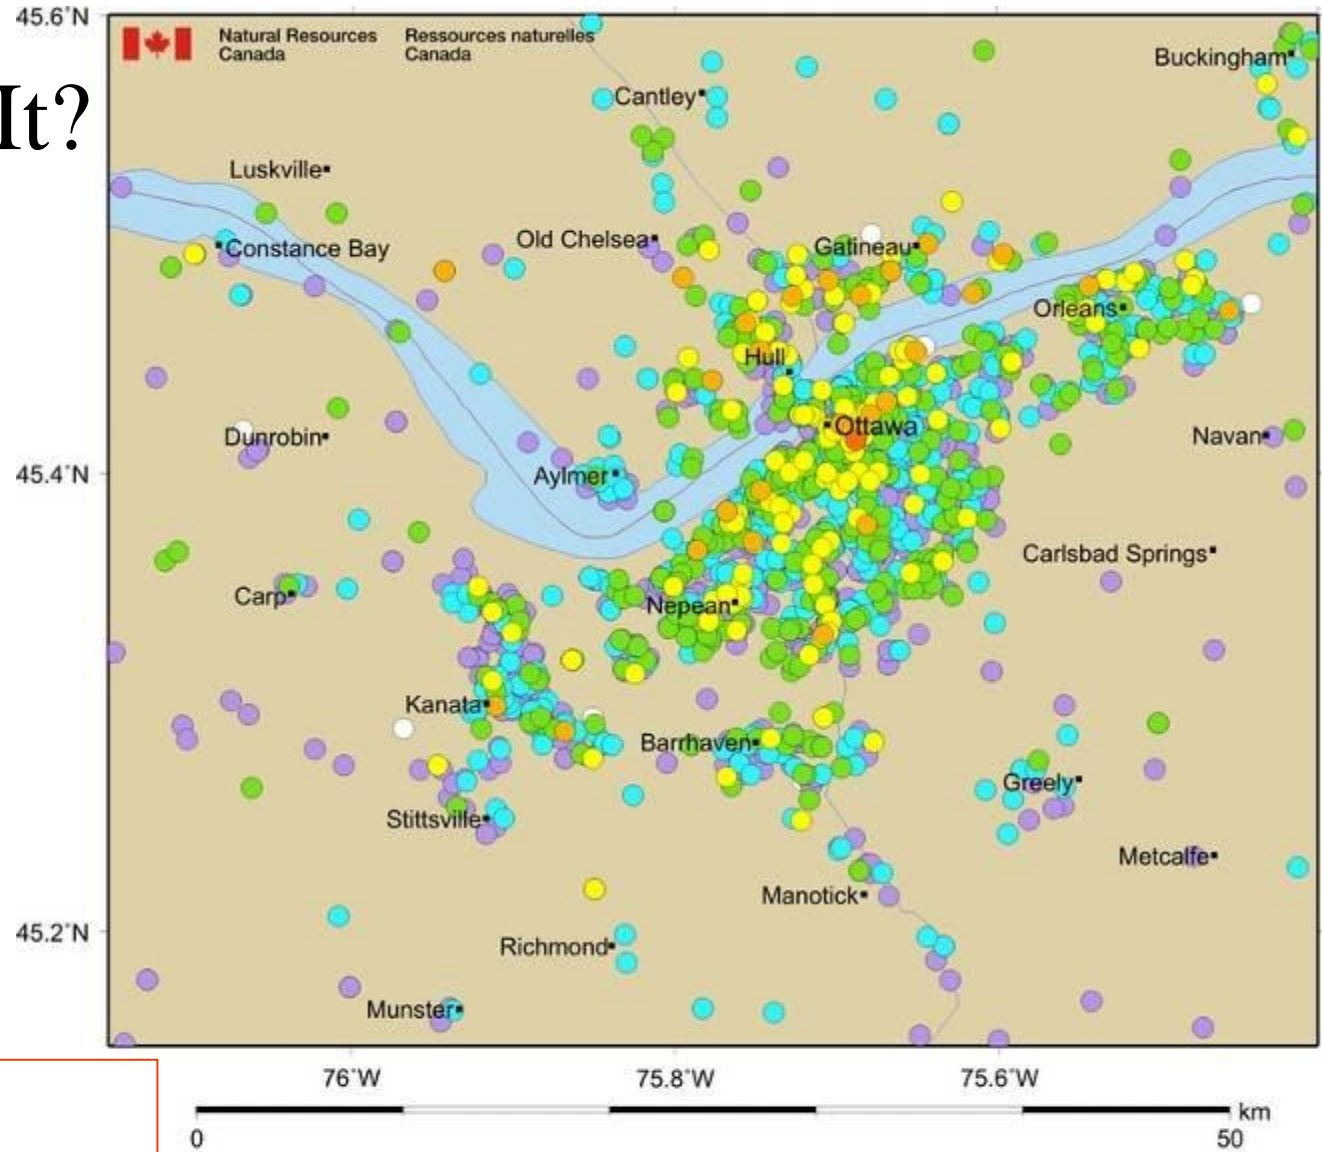 45.6°N
Natural Resources
Canada
Ressources naturelles
Canada
Buckingham
It?
Cantley
Luskville
Constance Bay
Old Chelsea
Gatineau
Orleans
Hull
Dunrobin
Ottawa
Navan
45.4°N
Aylmer
Carlsbad Springs
Carp
Nepean
Kanata
Barrhaven
Greely
Stittsville
Metcalfe
Manotick
45.2°N
Richmond
Munster
76°W
75.8°W
75.6°W
km
0
50